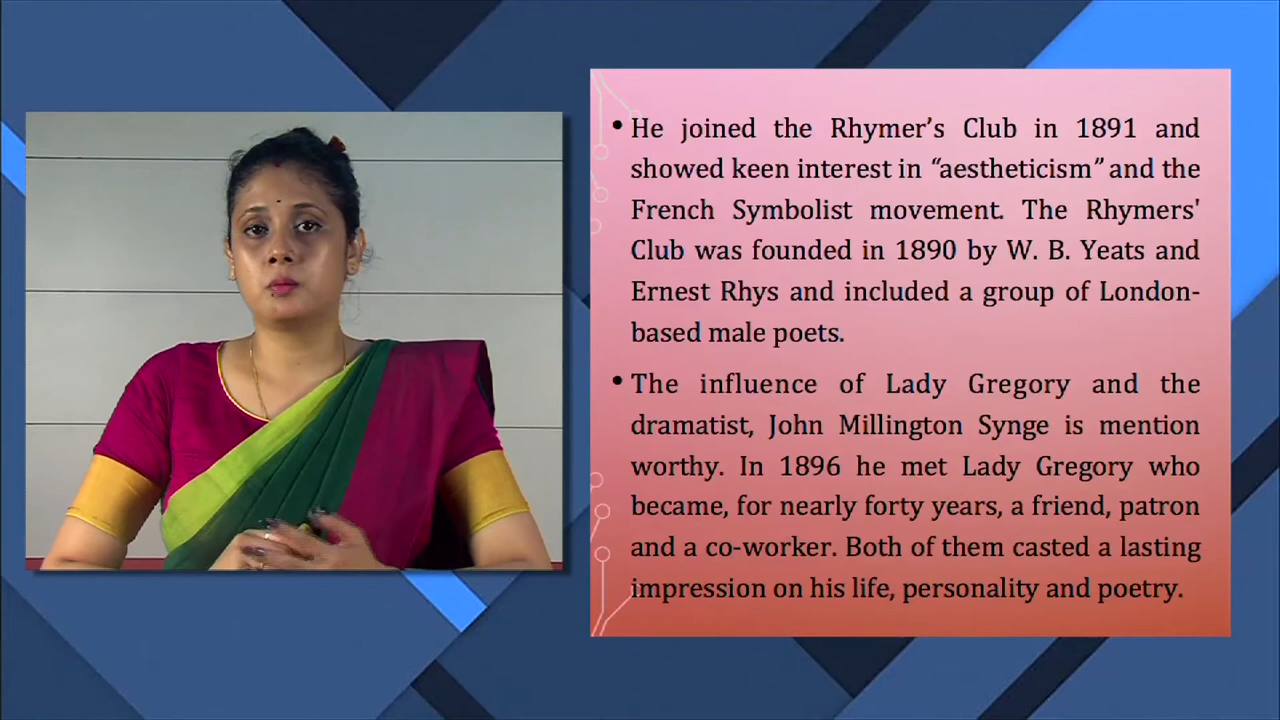 • He joined the Rhymer’s Club in 1891 and
showed keen interest in “aestheticism” and the
French Symbolist movement. The Rhymers'
Club was founded in 1890 by W. B. Yeats and
Ernest Rhys and included a group of London-
based male poets.
• The influence of Lady Gregory and the
dramatist, John Millington Synge is mention
worthy. In 1896 he met Lady Gregory who
became, for nearly forty years, a friend, patron
and a co-worker. Both of them casted a lasting
impression on his life, personality and poetry.